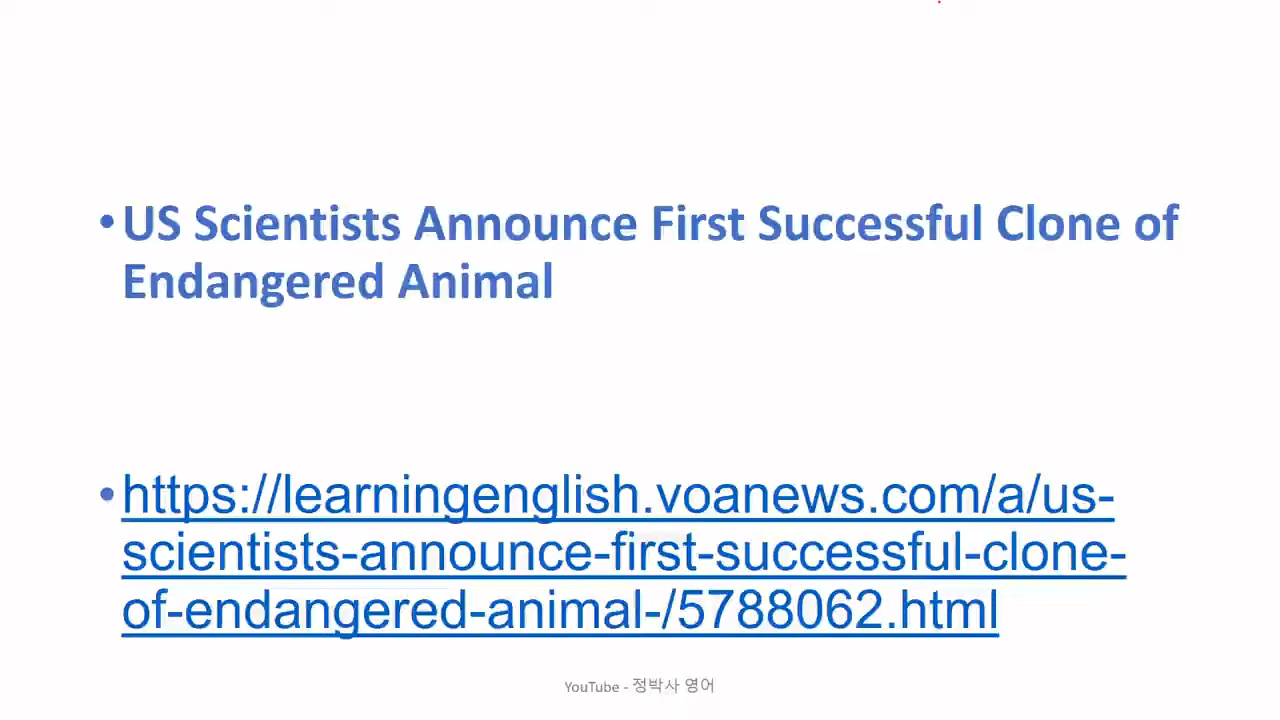 •US Scientists Announce First Successful Clone of
Endangered Animal
•https://learningenglish.voanews.com/a/us-
scientists-announce-first-successful-clone-
of-endangered-animal-/5788062.html
YouTube - 정박사 영어